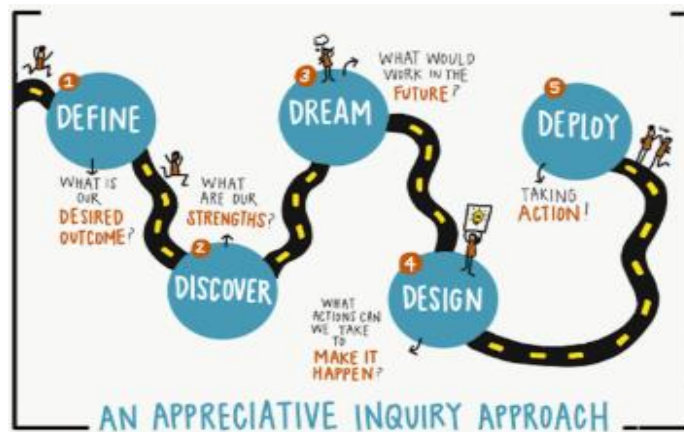 1
DEFINE
WHAT IS
OUR
DESIRED
OUTCOME?
2
DISCOVER
WHAT
ARE OUR
STRENGTHS?
3
DREAM
WHAT WOULD
WORK IN THE
FUTURE?
4
DESIGN
WHAT
ACTIONS CAN
WE TAKE
TO
MAKE IT
HAPPEN?
5
DEPLOY
TAKING
ACTION!
AN APPRECIATIVE INQUIRY APPROACH